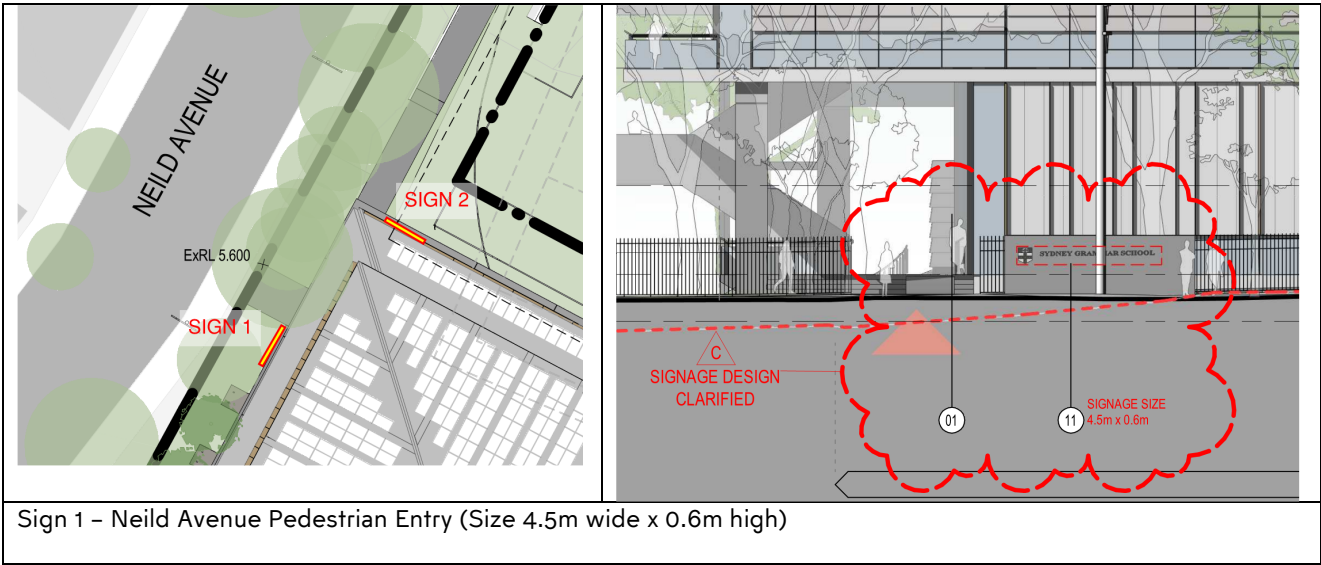 NEILD AVENUE
SIGN 2
ExRL 5.600
SIGN 1
SYDNEY GRAMMAR SCHOOL
C
SIGNAGE DESIGN
CLARIFIED
01
11
SIGNAGE SIZE
4.5m x 0.6m
Sign 1 – Neild Avenue Pedestrian Entry (Size 4.5m wide x 0.6m high)